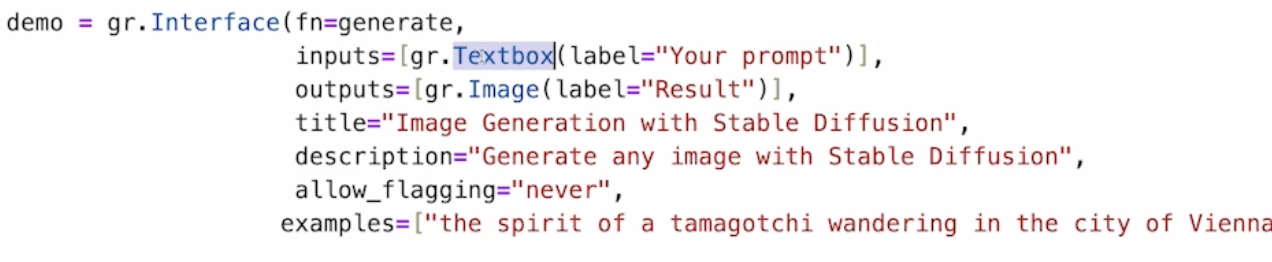 demo = gr.Interface(fn=generate,
                    inputs=[gr.Textbox(label="Your prompt")],
                    outputs=[gr.Image(label="Result")],
                    title="Image Generation with Stable Diffusion",
                    description="Generate any image with Stable Diffusion",
                    allow_flagging="never",
                   examples=["the spirit of a tamagotchi wandering in the city of Vienna